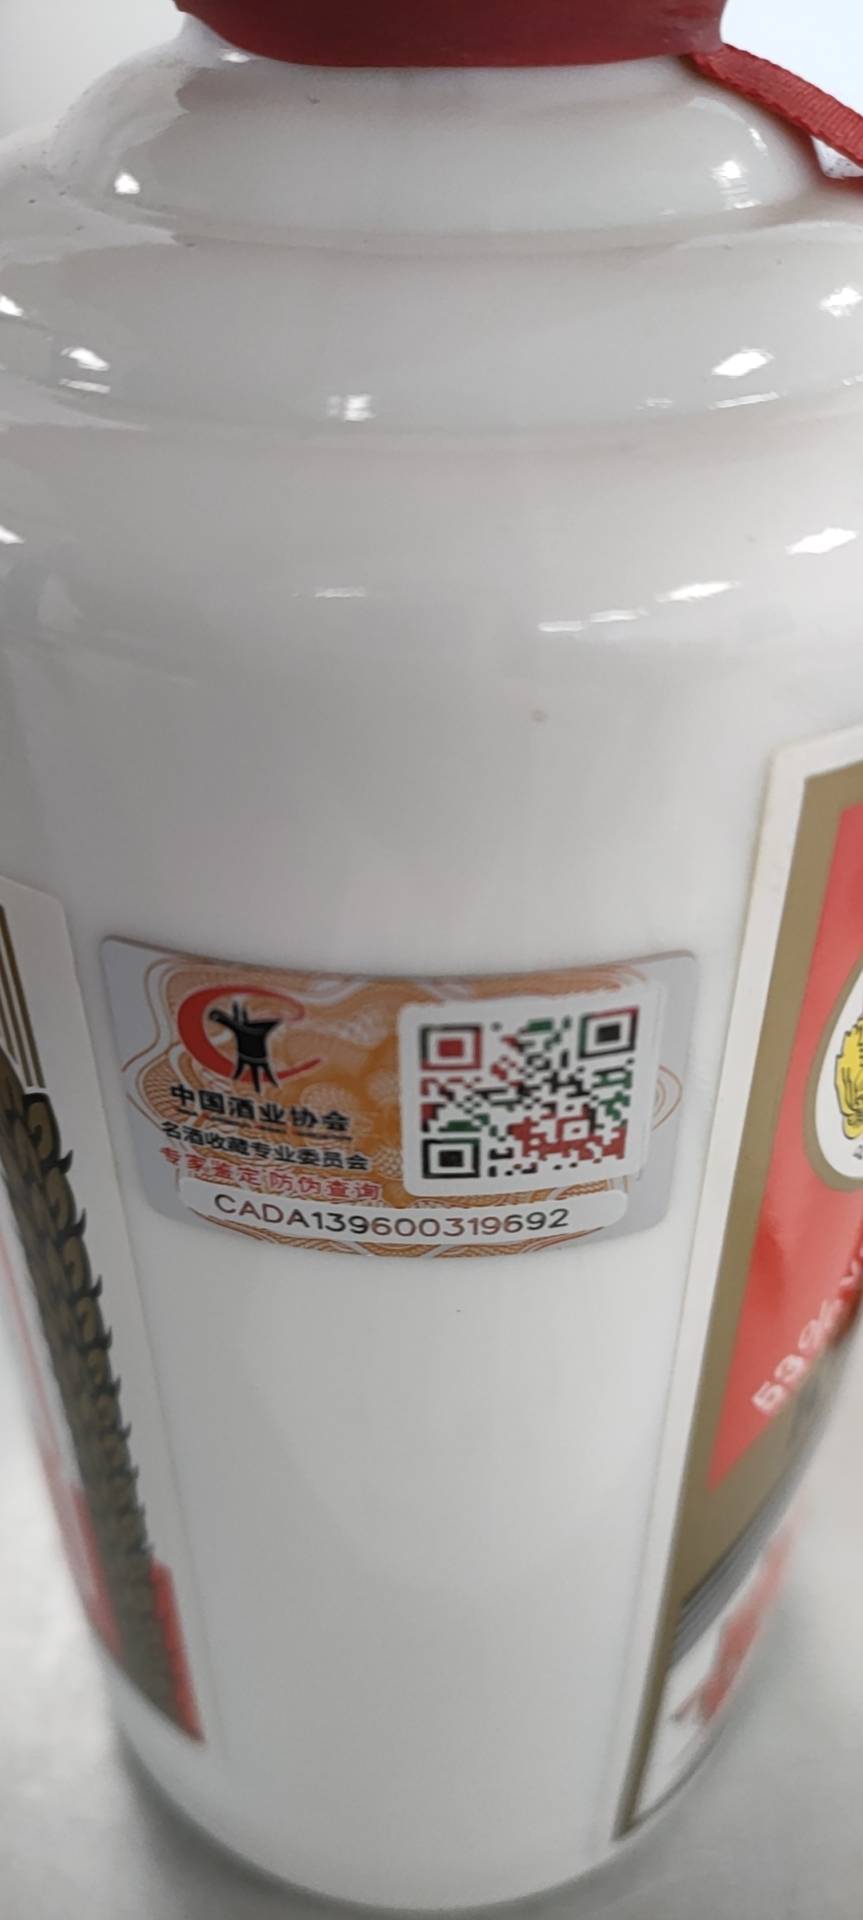 中国酒业协会
名酒收藏专业委员会
专家鉴定防伪查询
CADA139600319692
53%V